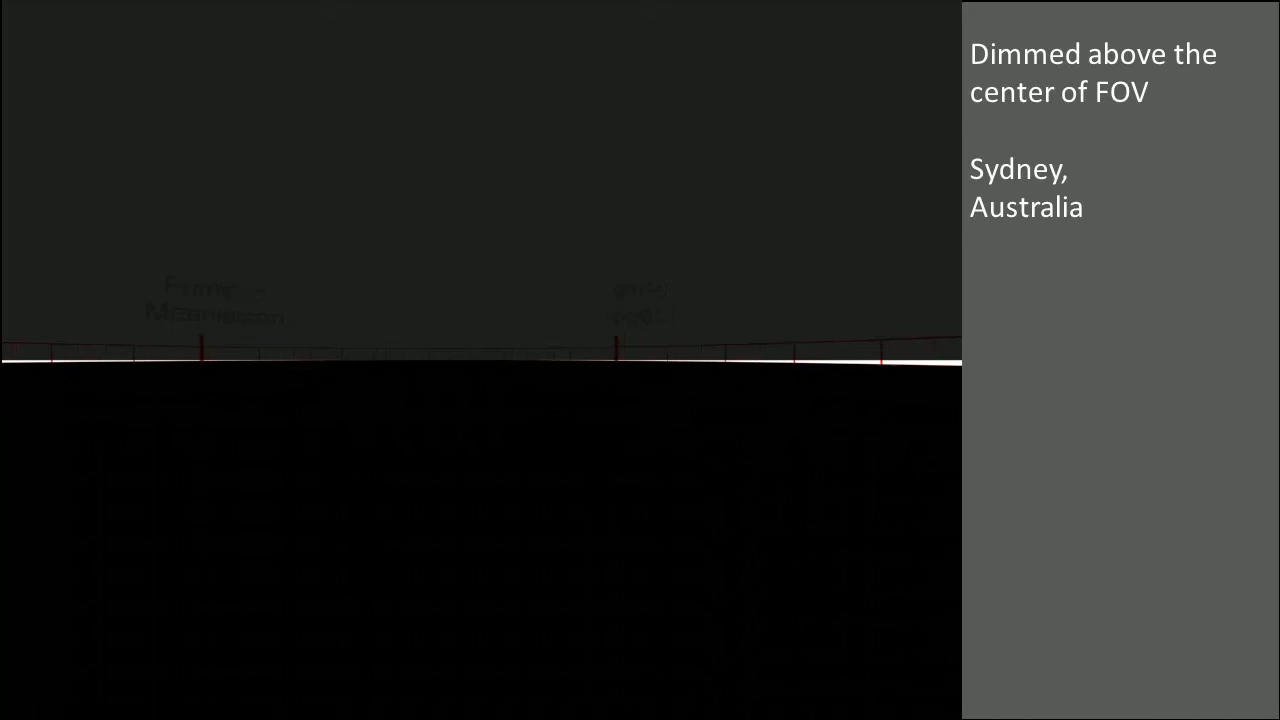 Dimmed above the
center of FOV
Sydney,
Australia